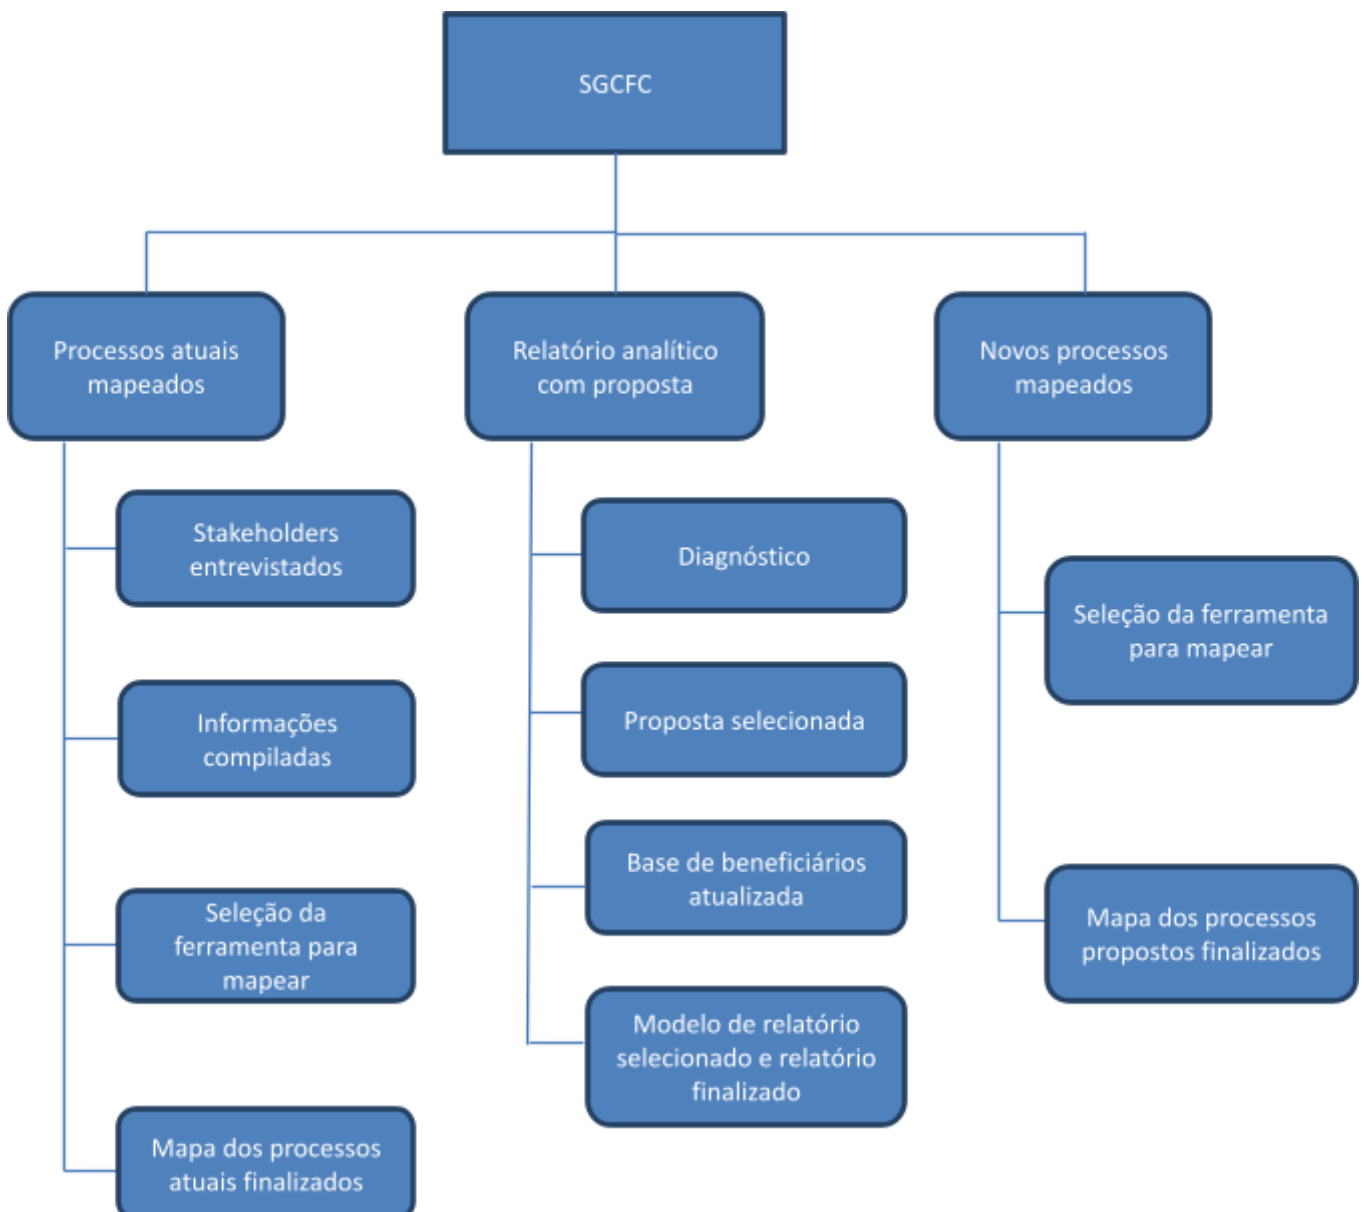 SGCFC
Processos atuais
mapeados
Relatório analítico
com proposta
Novos processos
mapeados
Stakeholders
entrevistados
Informações
compiladas
Seleção da
ferramenta para
mapear
Mapa dos processos
atuais finalizados
Diagnóstico
Proposta selecionada
Base de beneficiários
atualizada
Modelo de relatório
selecionado e relatório
finalizado
Seleção da ferramenta
para mapear
Mapa dos processos
propostos finalizados